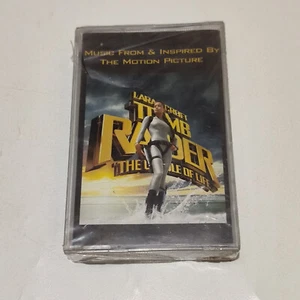 MUSIC FROM & INSPIRED BY
THE MOTION PICTURE
LARA CROFT
TOMB
RAIDER
THE CRADLE OF LIFE